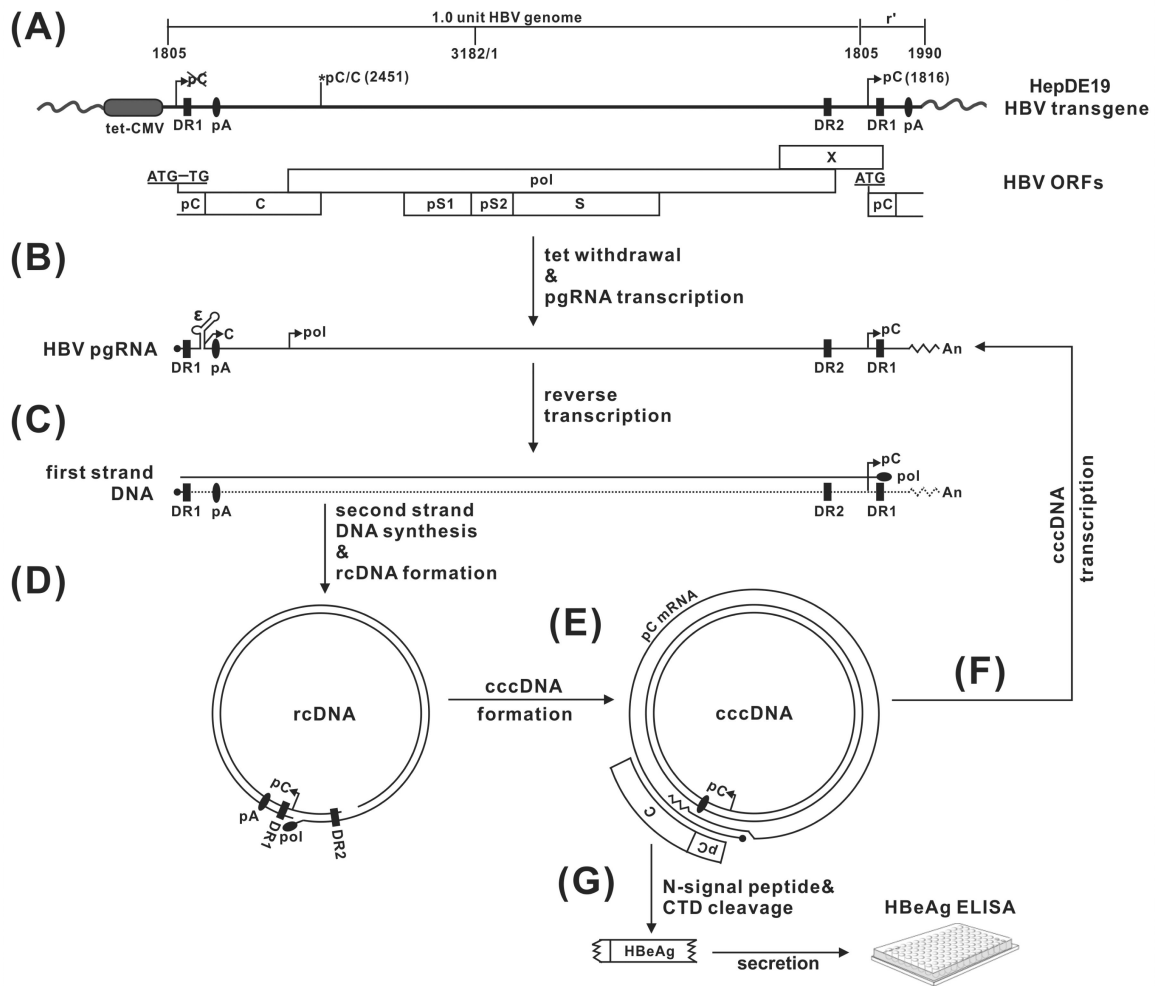 (A)
1.0 unit HBV genome
r'
1805
3182/1
1805
1990
pC
*pC/C (2451)
pC (1816)
HepDE19
HBV transgene
tet-CMV
DR1
pA
DR2
DR1
pA
X
HBV ORFs
ATG–TG
pol
ATG
pC
C
pS1
pS2
S
pC
(B)
tet withdrawal
&
pgRNA transcription
ε
C
pol
pC
HBV pgRNA
An
DR1
pA
DR2
DR1
reverse
transcription
(C)
pC
first strand
DNA
pol
An
DR1
pA
DR2
DR1
second strand
DNA synthesis
&
rcDNA formation
cccDNA
transcription
(D)
(E)
pC mRNA
(F)
rcDNA
cccDNA
formation
cccDNA
pC
pA
DR1
pol
DR2
pC
C
pC
(G)
N-signal peptide&
CTD cleavage
HBeAg ELISA
HBeAg
secretion